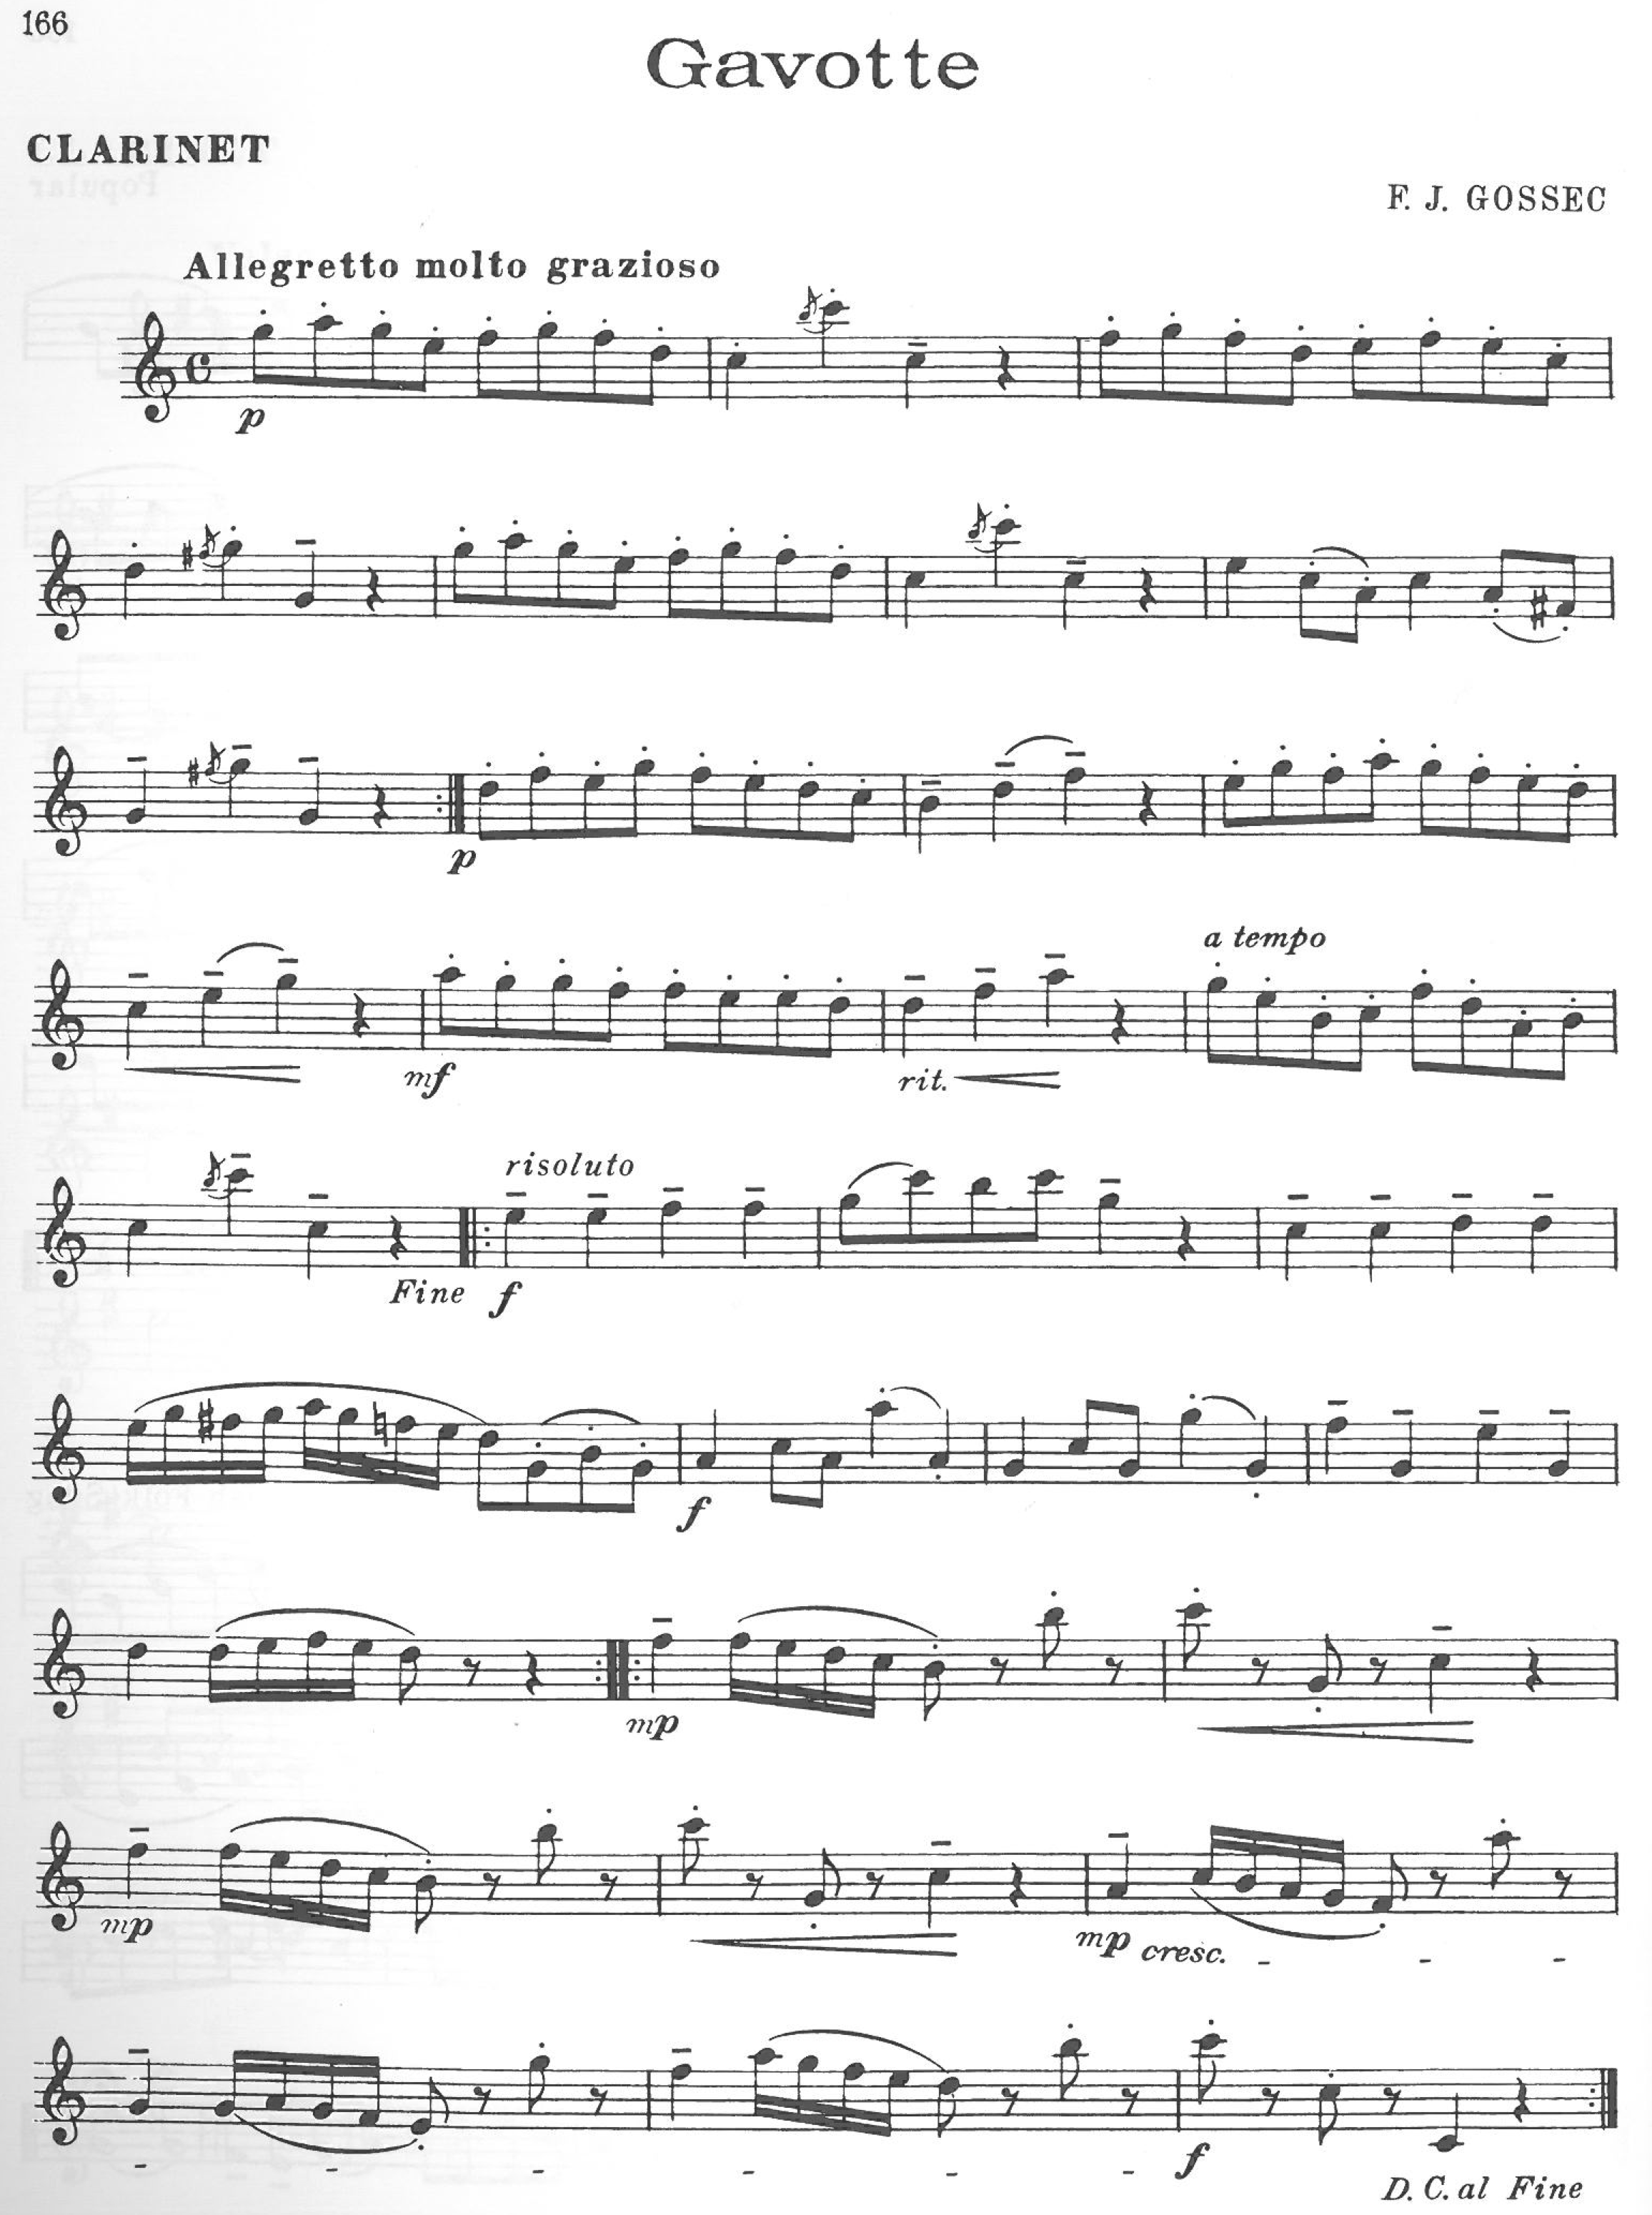 166
Gavotte
CLARINET
F. J. GOSSEC
Allegretto molto grazioso
p
p
a tempo
mf rit.
risoluto
Fine f
f
mp
mp mp cresc. - - -
- - - - - - f
D. C. al Fine